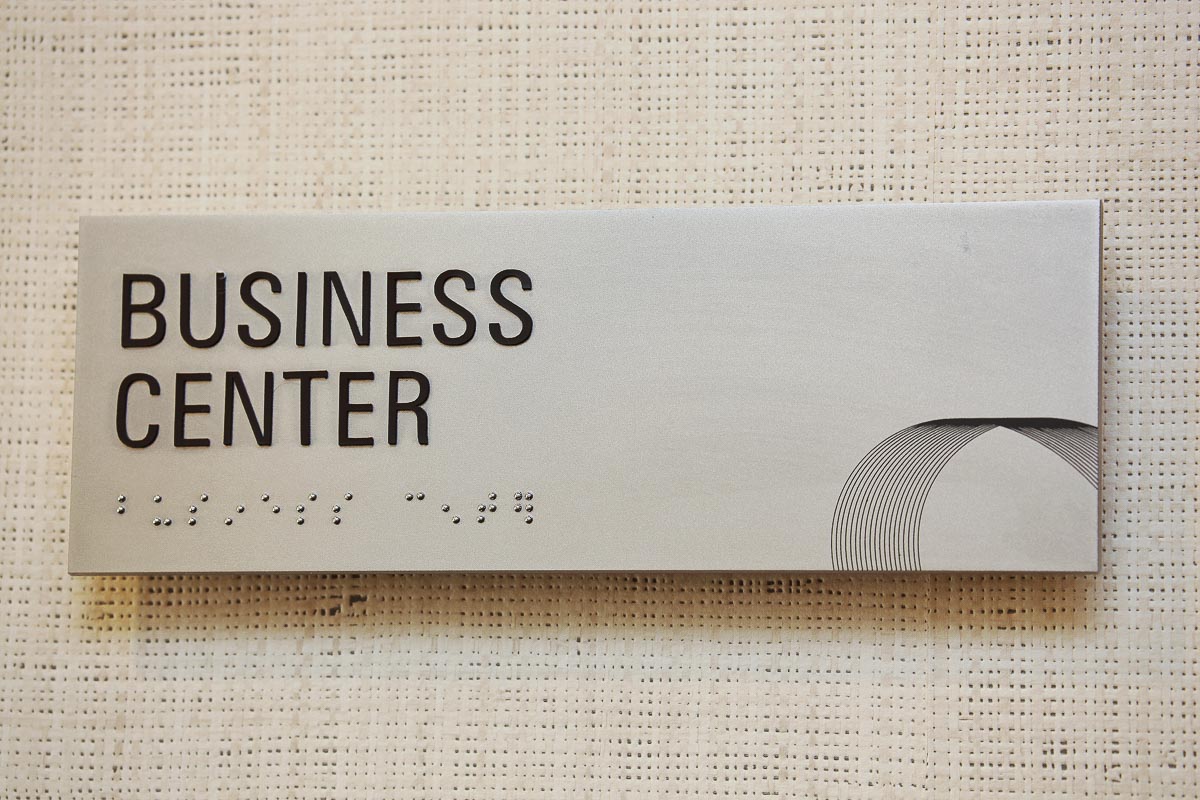 BUSINESS
CENTER
⠃⠥⠎⠊⠝⠑⠎⠎ ⠉⠢⠞⠻